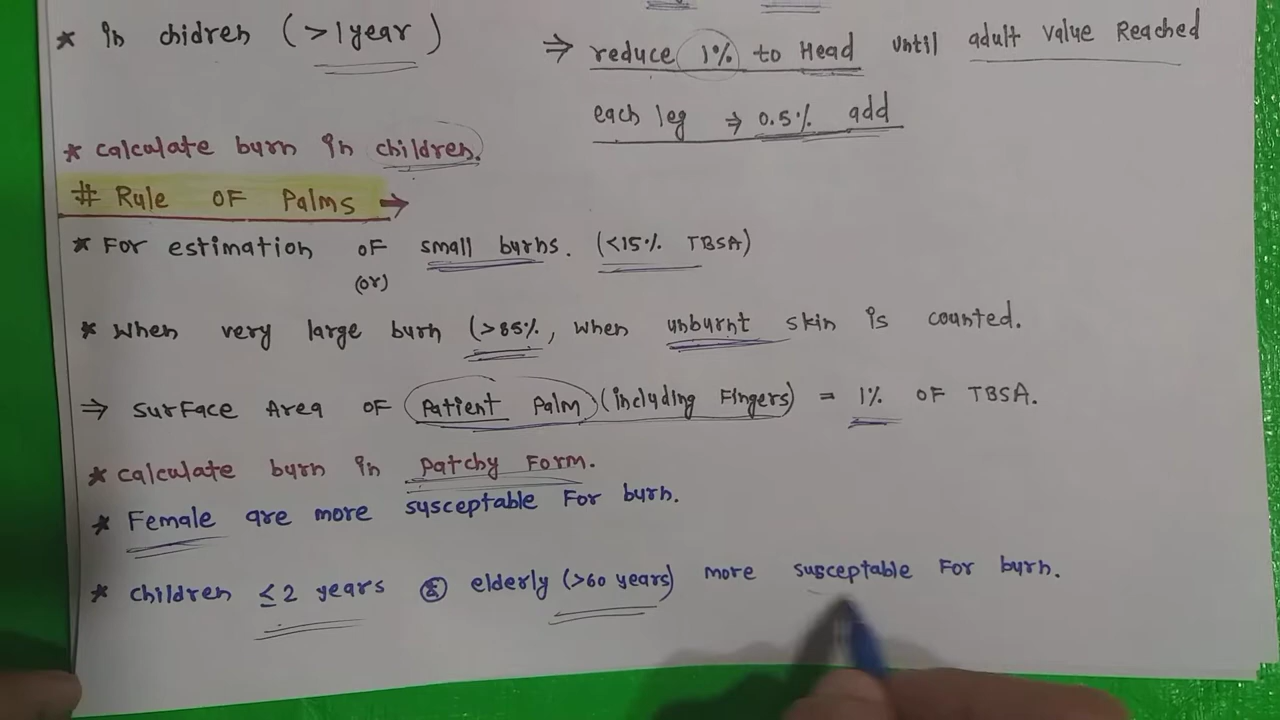 * In chidren (>1year)
⇒ reduce 1% to Head until adult value Reached
each leg ⇒ 0.5% add
* calculate burn in children.
# Rule OF Palms →
* For estimation OF small burns. (<15% TBSA)
(or)
* When very large burn (>85%, when unburnt skin is counted.
⇒ Surface Area OF Patient Palm (including Fingers) = 1% OF TBSA.
* calculate burn in Patchy Form.
* Female are more susceptable For burn.
* children ≤2 years & elderly (>60 years) more susceptable For burn.